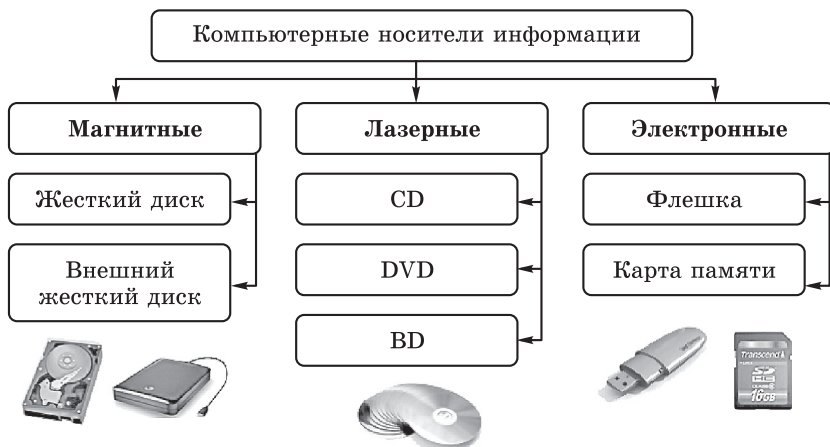 Компьютерные носители информации
Магнитные
Жесткий диск
Внешний
жесткий диск
Лазерные
CD
DVD
BD
Электронные
Флешка
Карта памяти
Transcend
16GB